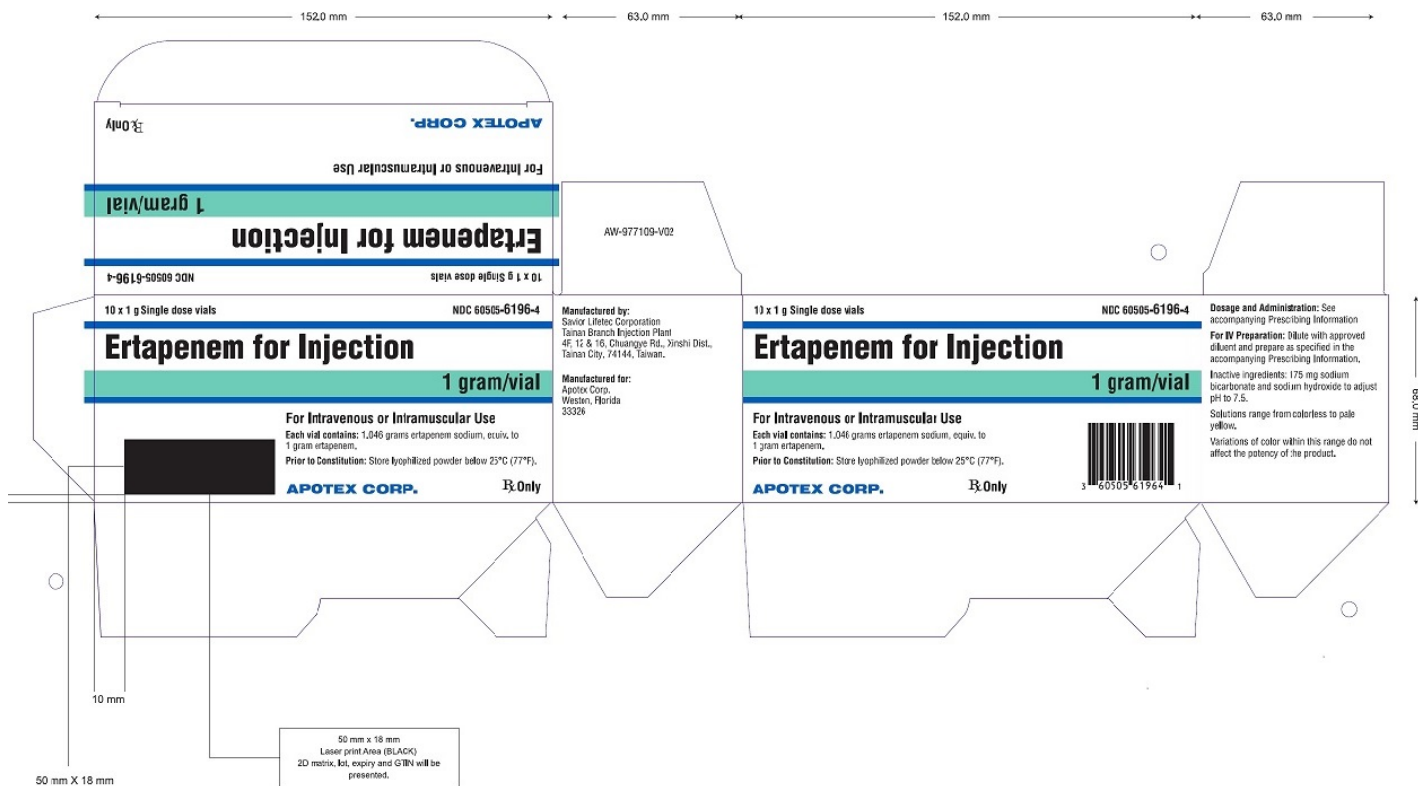 152.0 mm
63.0 mm
152.0 mm
63.0 mm
APOTEX CORP.
Rx Only
For Intravenous or Intramuscular Use
1 gram/vial
Ertapenem for Injection
10 x 1 g Single dose vials
NDC 60505-6196-4
AW-977109-V02
10 x 1 g Single dose vials
NDC 60505-6196-4
Ertapenem for Injection
1 gram/vial
For Intravenous or Intramuscular Use
Each vial contains: 1.046 grams ertapenem sodium, equiv. to
1 gram ertapenem.
Prior to Constitution: Store lyophilized powder below 25°C (77°F).
APOTEX CORP.
Rx Only
Manufactured by:
Savior Lifetec Corporation
Tainan Branch Injection Plant
4F, 12 & 16, Chuangye Rd., Xinshi Dist.,
Tainan City, 74144, Taiwan.
Manufactured for:
Apotex Corp.
Weston, Florida
33326
10 x 1 g Single dose vials
NDC 60505-6196-4
Ertapenem for Injection
1 gram/vial
For Intravenous or Intramuscular Use
Each vial contains: 1.046 grams ertapenem sodium, equiv. to
1 gram ertapenem.
Prior to Constitution: Store lyophilized powder below 25°C (77°F).
APOTEX CORP.
Rx Only
3 60505 61964 1
Dosage and Administration: See
accompanying Prescribing Information
For IV Preparation: Dilute with approved
diluent and prepare as specified in the
accompanying Prescribing Information.
Inactive ingredients: 175 mg sodium
bicarbonate and sodium hydroxide to adjust
pH to 7.5.
Solutions range from colorless to pale
yellow.
Variations of color within this range do not
affect the potency of the product.
68.0 mm
10 mm
50 mm X 18 mm
50 mm x 18 mm
Laser print Area (BLACK)
2D matrix, lot, expiry and GTIN will be
presented.